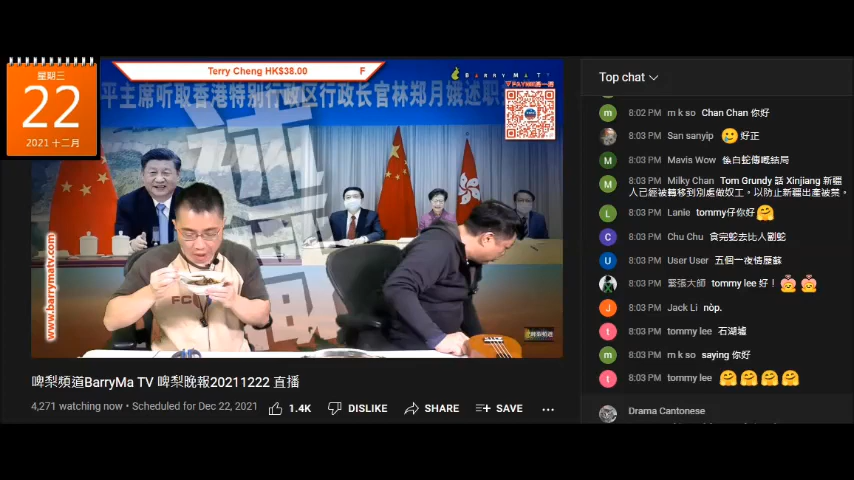 星期三
22
2021 十二月
Terry Cheng HK$38.00
F
BARRYMA TV
平主席听取香港特别行政区行政长官林郑月娥述职
www.barrymatv.com
啤梨頻道BarryMa TV 啤梨晚報20211222 直播
4,271 watching now • Scheduled for Dec 22, 2021
1.4K
DISLIKE
SHARE
SAVE
Top chat
m
8:02 PM m k so Chan Chan 你好
8:03 PM San sanyip 🥲好正
M
8:03 PM Mavis Wow 係白蛇傳嘅結局
M
8:03 PM Milky Chan Tom Grundy 話 Xinjiang 新疆
人已經被轉移到別處做奴工。以防止新疆出產被禁。
L
8:03 PM Lanie tommy仔你好🤗
C
8:03 PM Chu Chu 食完蛇去比人劏蛇
U
8:03 PM User User 五個一夜情歷蘇
8:03 PM 緊張大師 tommy lee 好！
J
8:03 PM Jack Li nòp.
t
8:03 PM tommy lee 石湖墟
m
8:03 PM m k so saying 你好
t
8:03 PM tommy lee 🤗🤗🤗🤗
Drama Cantonese